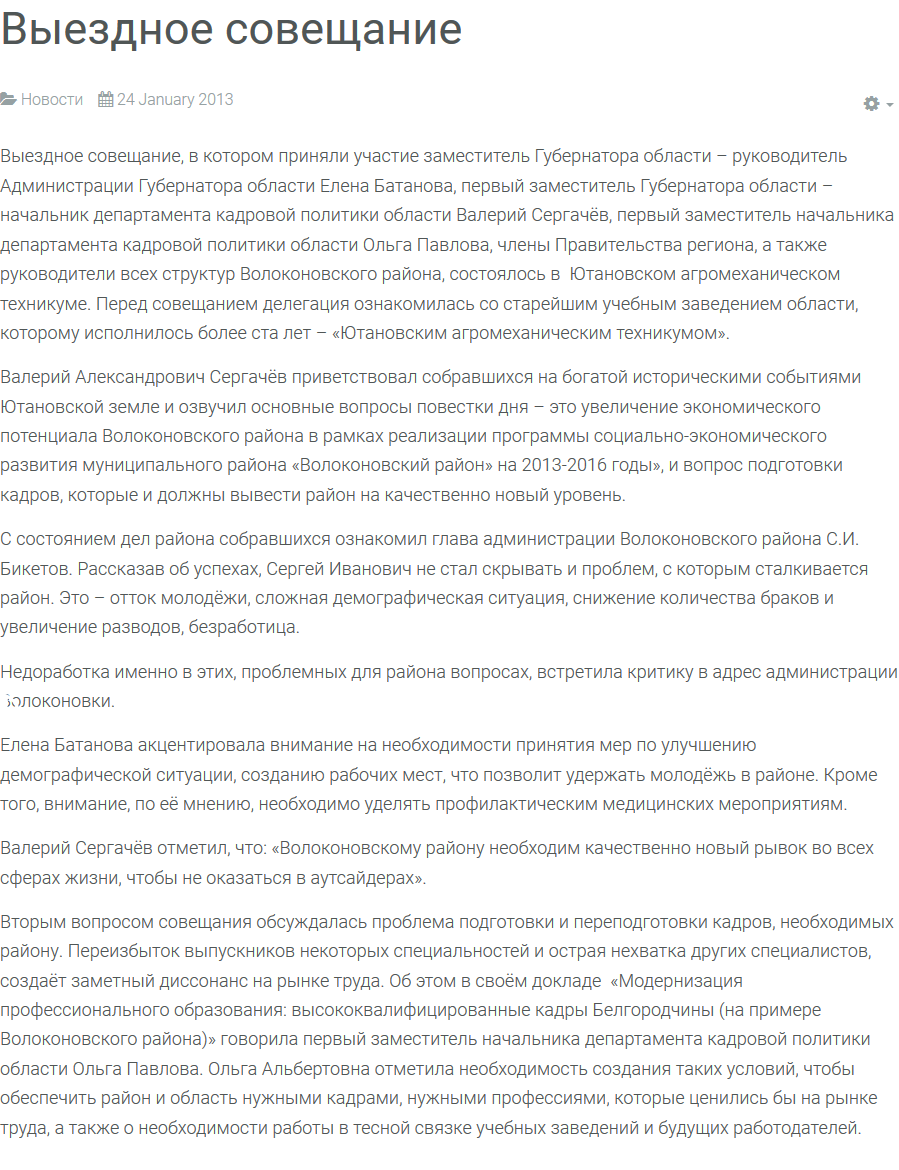 Выездное совещание
Новости 24 January 2013
Выездное совещание, в котором приняли участие заместитель Губернатора области – руководитель
Администрации Губернатора области Елена Батанова, первый заместитель Губернатора области –
начальник департамента кадровой политики области Валерий Сергачёв, первый заместитель начальника
департамента кадровой политики области Ольга Павлова, члены Правительства региона, а также
руководители всех структур Волоконовского района, состоялось в Ютановском агромеханическом
техникуме. Перед совещанием делегация ознакомилась со старейшим учебным заведением области,
которому исполнилось более ста лет – «Ютановским агромеханическим техникумом».
Валерий Александрович Сергачёв приветствовал собравшихся на богатой историческими событиями
Ютановской земле и озвучил основные вопросы повестки дня – это увеличение экономического
потенциала Волоконовского района в рамках реализации программы социально-экономического
развития муниципального района «Волоконовский район» на 2013-2016 годы», и вопрос подготовки
кадров, которые и должны вывести район на качественно новый уровень.
С состоянием дел района собравшихся ознакомил глава администрации Волоконовского района С.И.
Бикетов. Рассказав об успехах, Сергей Иванович не стал скрывать и проблем, с которым сталкивается
район. Это – отток молодёжи, сложная демографическая ситуация, снижение количества браков и
увеличение разводов, безработица.
Недоработка именно в этих, проблемных для района вопросах, встретила критику в адрес администрации
Волоконовки.
Елена Батанова акцентировала внимание на необходимости принятия мер по улучшению
демографической ситуации, созданию рабочих мест, что позволит удержать молодёжь в районе. Кроме
того, внимание, по её мнению, необходимо уделять профилактическим медицинских мероприятиям.
Валерий Сергачёв отметил, что: «Волоконовскому району необходим качественно новый рывок во всех
сферах жизни, чтобы не оказаться в аутсайдерах».
Вторым вопросом совещания обсуждалась проблема подготовки и переподготовки кадров, необходимых
району. Переизбыток выпускников некоторых специальностей и острая нехватка других специалистов,
создаёт заметный диссонанс на рынке труда. Об этом в своём докладе «Модернизация
профессионального образования: высококвалифицированные кадры Белгородчины (на примере
Волоконовского района)» говорила первый заместитель начальника департамента кадровой политики
области Ольга Павлова. Ольга Альбертовна отметила необходимость создания таких условий, чтобы
обеспечить район и область нужными кадрами, нужными профессиями, которые ценились бы на рынке
труда, а также о необходимости работы в тесной связке учебных заведений и будущих работодателей.